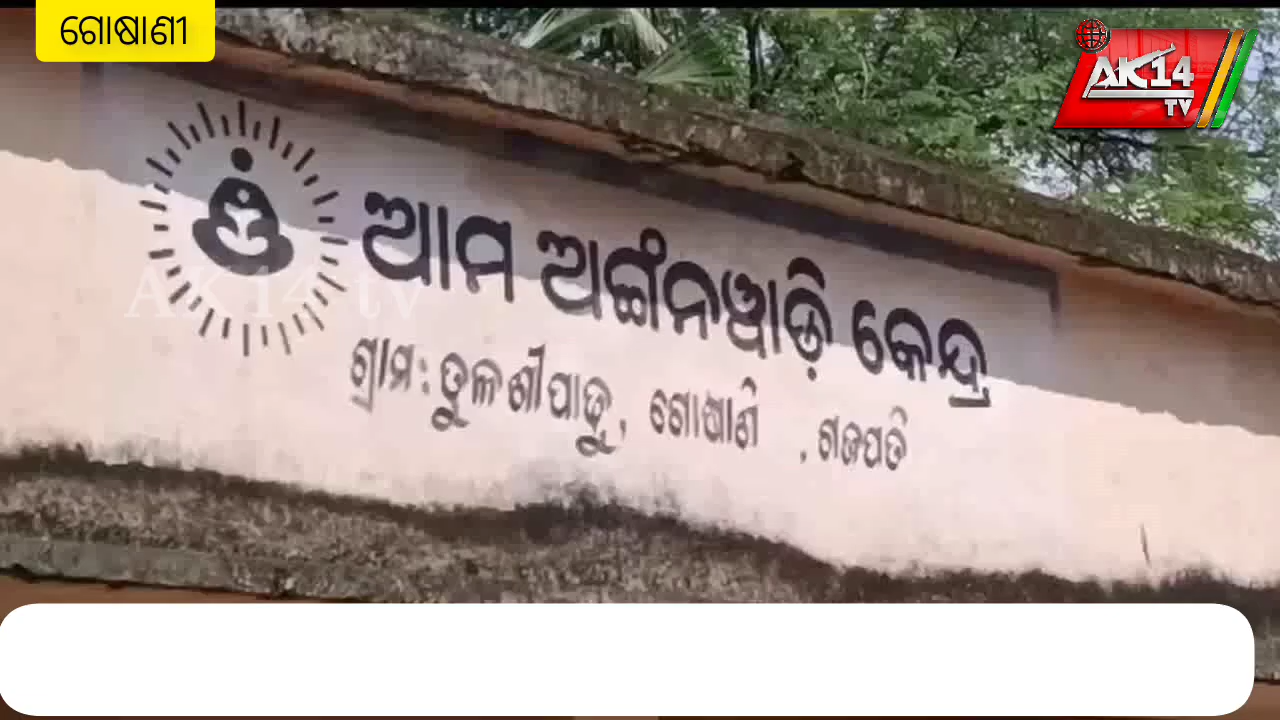 ଗୋଷାଣୀ
AK14
TV
ଆମ ଅଙ୍ଗନୱାଡ଼ି କେନ୍ଦ୍ର
AK14 tv
ଗ୍ରାମ: ତୁଳଶୀପାଢୁ, ଗୋଷାଣି , ଗଜପତି